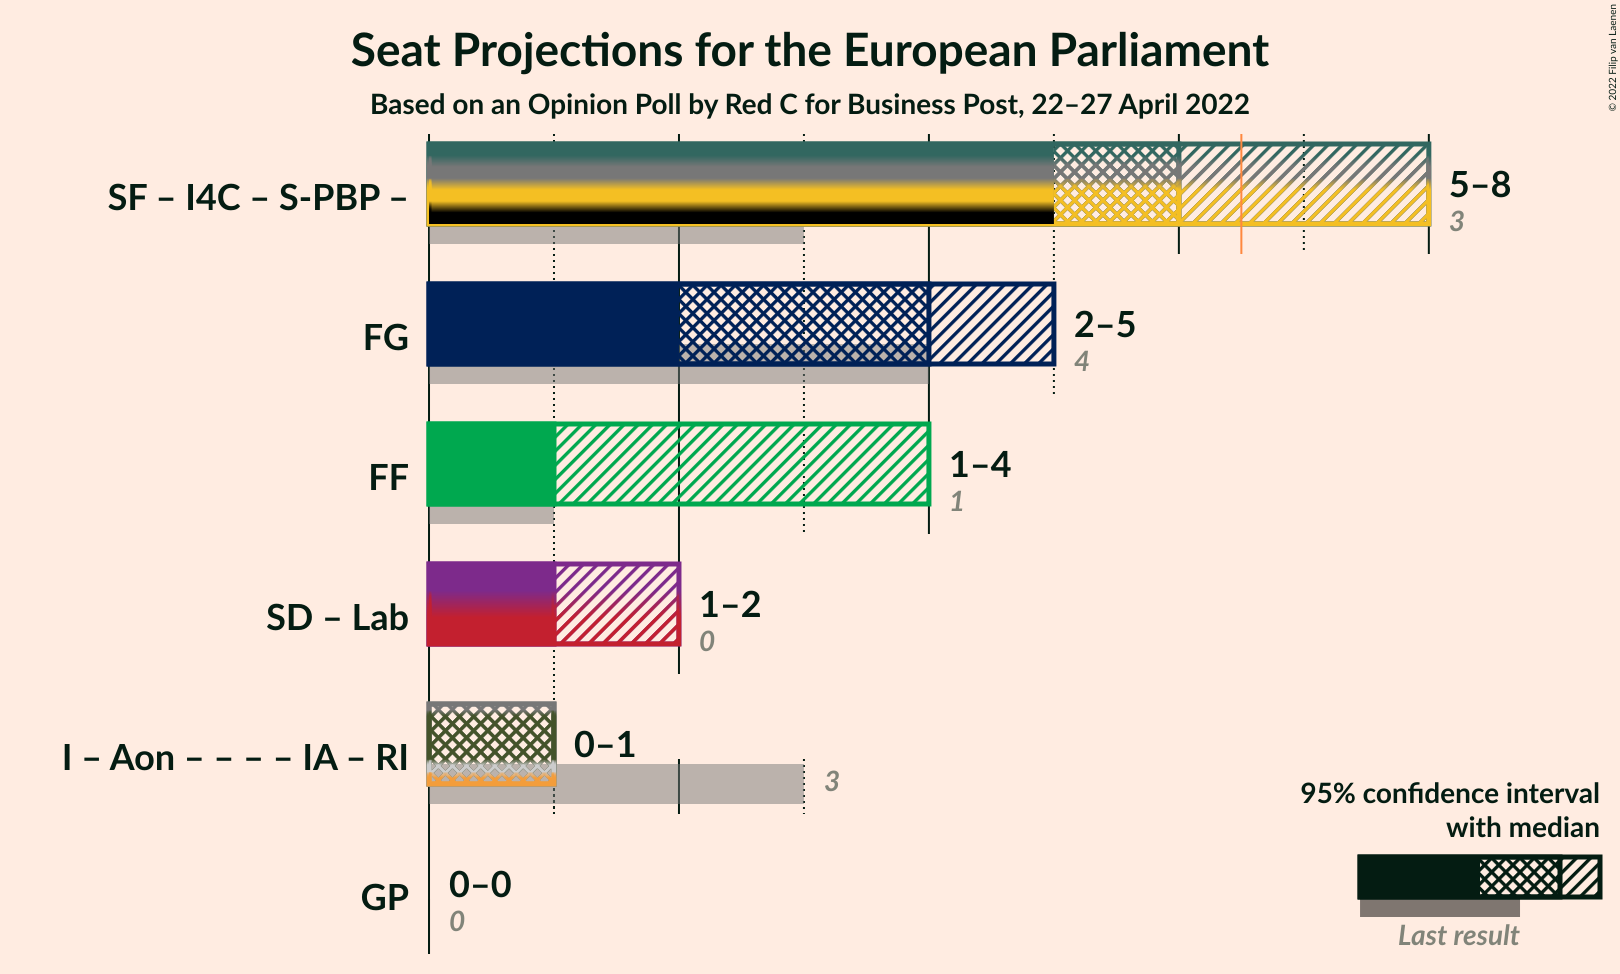 Seat Projections for the European Parliament
Based on an Opinion Poll by Red C for Business Post, 22–27 April 2022
© 2022 Filip van Laenen
SF – I4C – S-PBP –
5–8
3
FG
2–5
4
FF
1–4
1
SD – Lab
1–2
0
I – Aon – – – – IA – RI
0–1
3
GP
0–0
0
95% confidence interval
with median
Last result